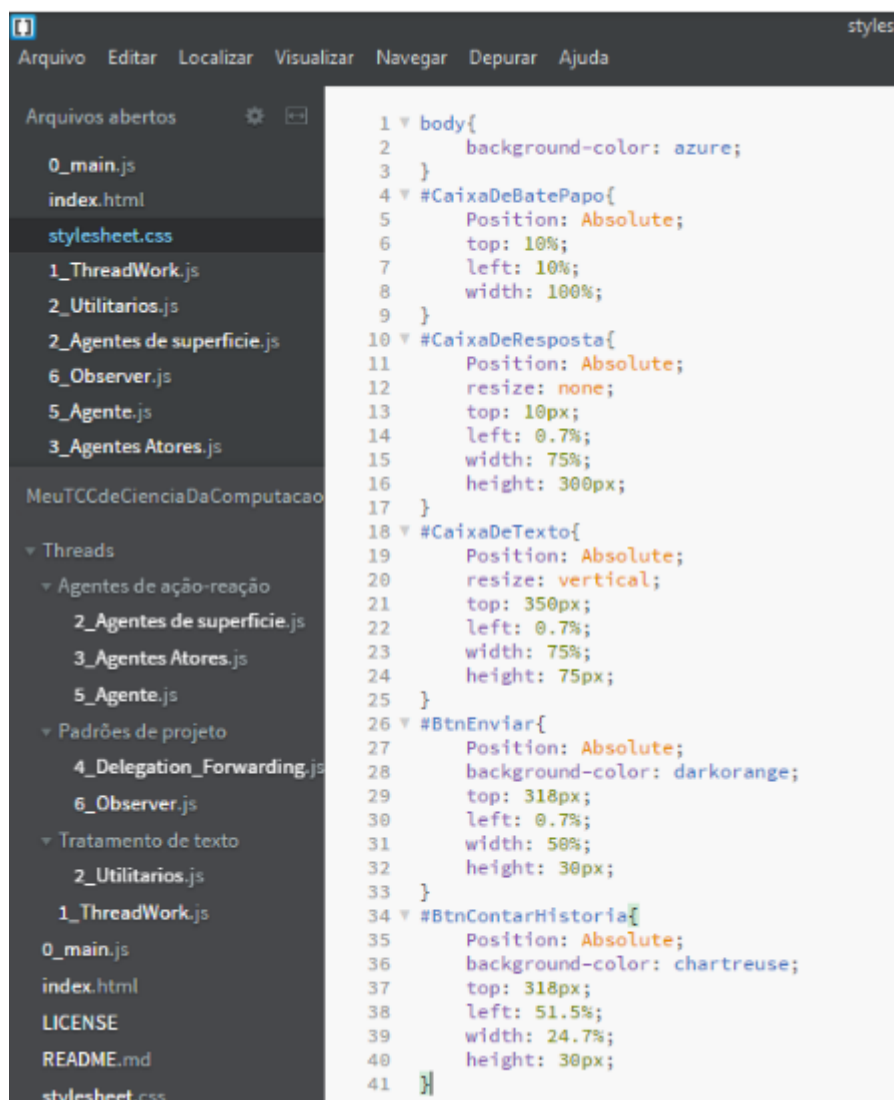 styles
Arquivo Editar Localizar Visualizar Navegar Depurar Ajuda
Arquivos abertos
0_main.js
index.html
stylesheet.css
1_ThreadWork.js
2_Utilitarios.js
2_Agentes de superficie.js
6_Observer.js
5_Agente.js
3_Agentes Atores.js
MeuTCCdeCienciaDaComputacao
Threads
Agentes de ação-reação
2_Agentes de superficie.js
3_Agentes Atores.js
5_Agente.js
Padrões de projeto
4_Delegation_Forwarding.js
6_Observer.js
Tratamento de texto
2_Utilitarios.js
1_ThreadWork.js
0_main.js
index.html
LICENSE
README.md
stylesheet.css
1 body{
2 background-color: azure;
3 }
4 #CaixaDeBatePapo{
5 Position: Absolute;
6 top: 10%;
7 left: 10%;
8 width: 100%;
9 }
10 #CaixaDeResposta{
11 Position: Absolute;
12 resize: none;
13 top: 10px;
14 left: 0.7%;
15 width: 75%;
16 height: 300px;
17 }
18 #CaixaDeTexto{
19 Position: Absolute;
20 resize: vertical;
21 top: 350px;
22 left: 0.7%;
23 width: 75%;
24 height: 75px;
25 }
26 #BtnEnviar{
27 Position: Absolute;
28 background-color: darkorange;
29 top: 318px;
30 left: 0.7%;
31 width: 50%;
32 height: 30px;
33 }
34 #BtnContarHistoria{
35 Position: Absolute;
36 background-color: chartreuse;
37 top: 318px;
38 left: 51.5%;
39 width: 24.7%;
40 height: 30px;
41 }